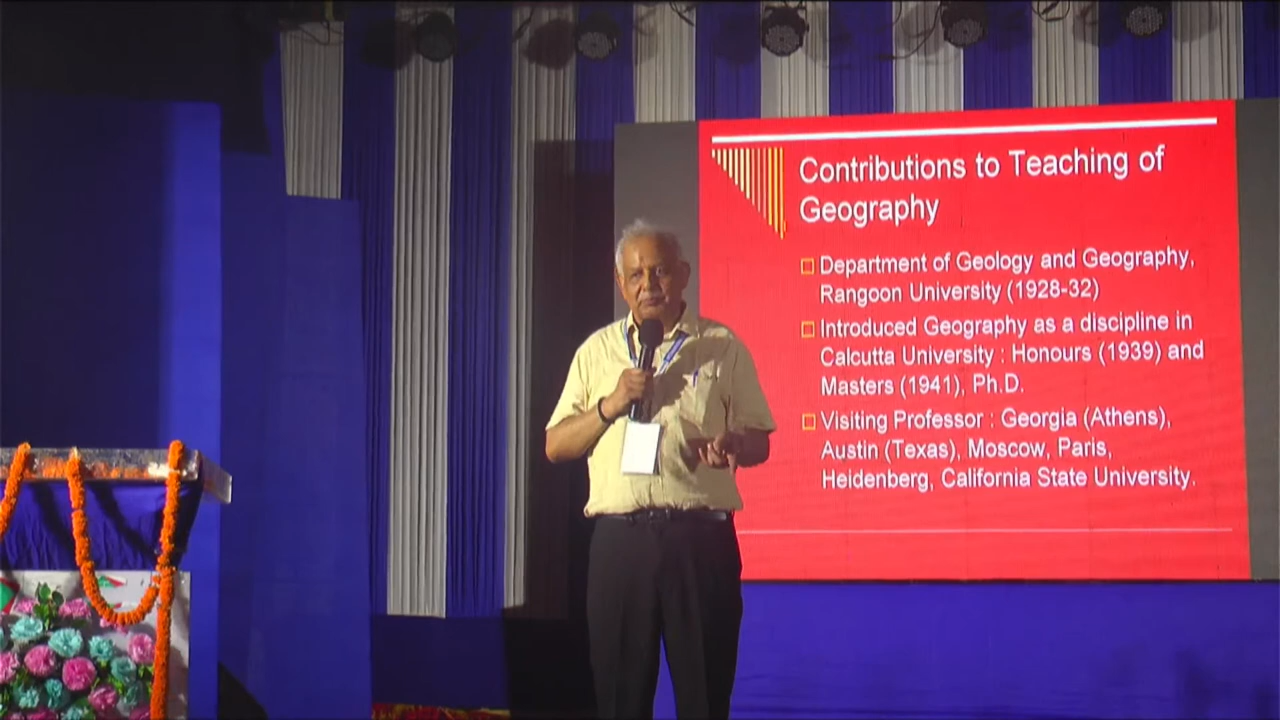 Contributions to Teaching of
Geography
Department of Geology and Geography,
Rangoon University (1928-32)
Introduced Geography as a discipline in
Calcutta University : Honours (1939) and
Masters (1941), Ph.D.
Visiting Professor : Georgia (Athens),
Austin (Texas), Moscow, Paris,
Heidenberg, California State University.